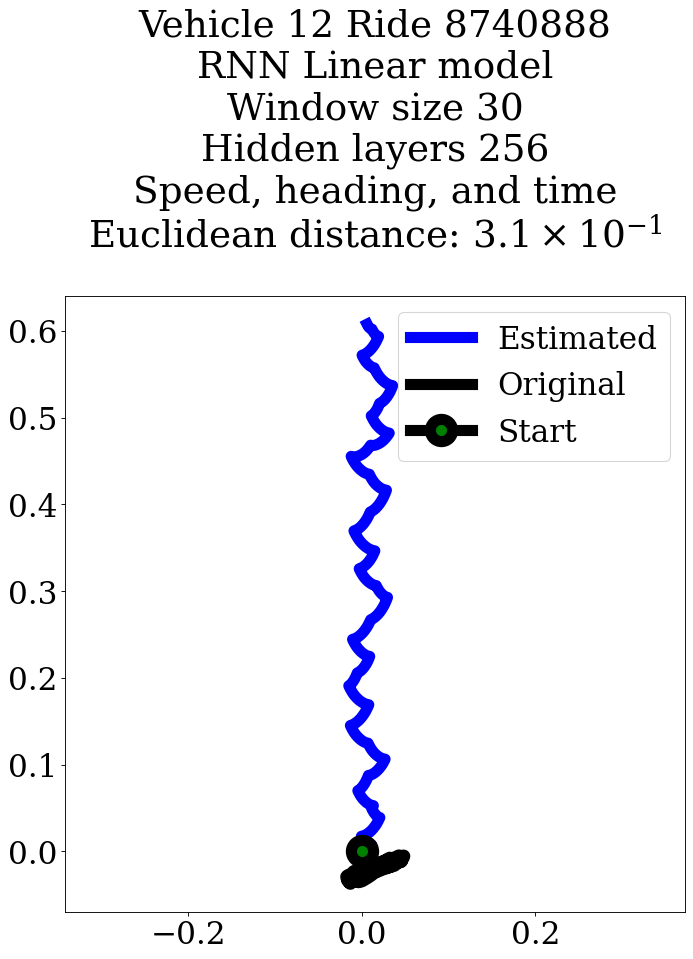 Vehicle 12 Ride 8740888
RNN Linear model
Window size 30
Hidden layers 256
Speed, heading, and time
Euclidean distance: 3.1 × 10⁻¹
Estimated
Original
Start
0.6
0.5
0.4
0.3
0.2
0.1
0.0
−0.2 0.0 0.2